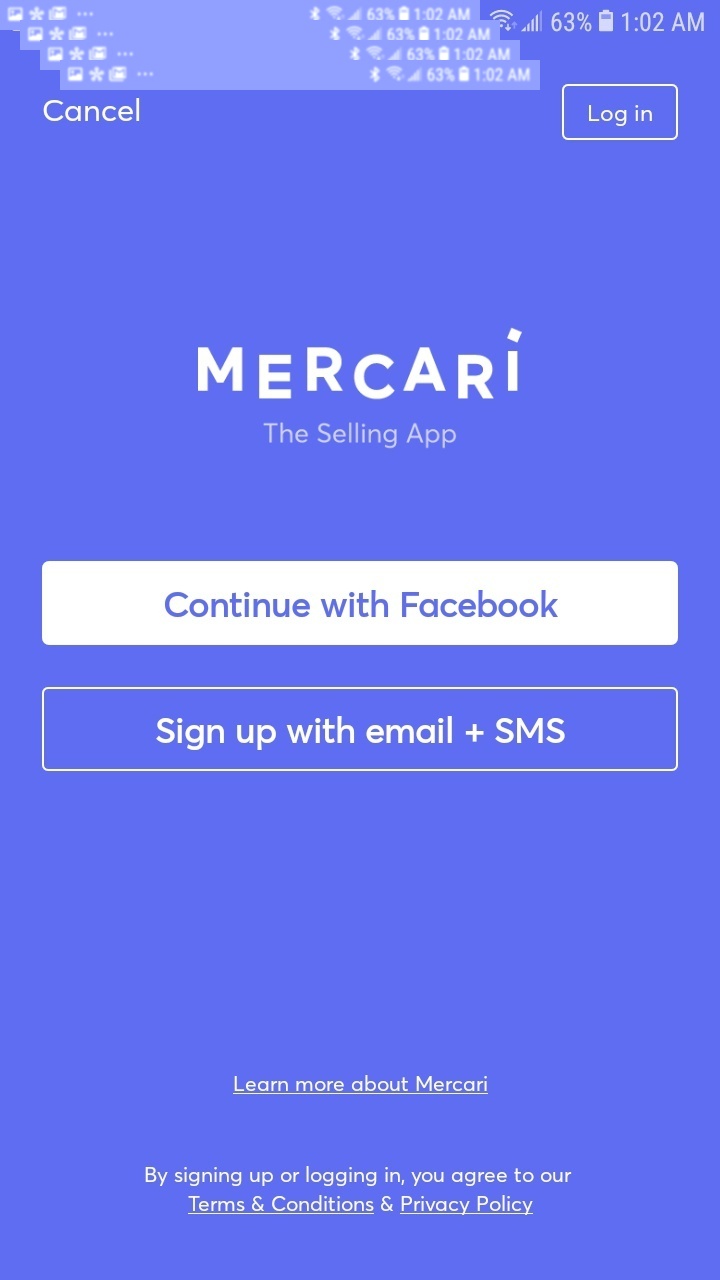 63% 1:02 AM
63% 1:02 AM
63% 1:02 AM
63% 1:02 AM
63% 1:02 AM
Cancel
Log in
MERCARI
The Selling App
Continue with Facebook
Sign up with email + SMS
Learn more about Mercari
By signing up or logging in, you agree to our
Terms & Conditions & Privacy Policy